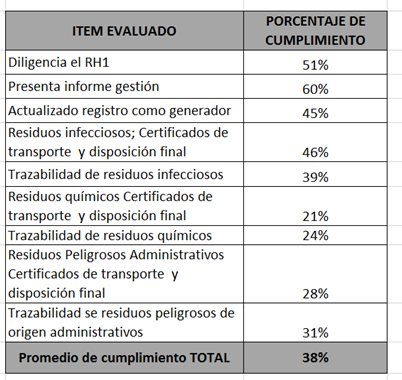 ITEM EVALUADO
PORCENTAJE DE
CUMPLIMIENTO
Diligencia el RH1
51%
Presenta informe gestión
60%
Actualizado registro como generador
45%
Residuos infecciosos; Certificados de
transporte y disposición final
46%
Trazabilidad de residuos infecciosos
39%
Residuos químicos Certificados de
transporte y disposición final
21%
Trazabilidad de residuos químicos
24%
Residuos Peligrosos Administrativos
Certificados de transporte y
disposición final
28%
Trazabilidad se residuos peligrosos de
origen administrativos
31%
Promedio de cumplimiento TOTAL
38%